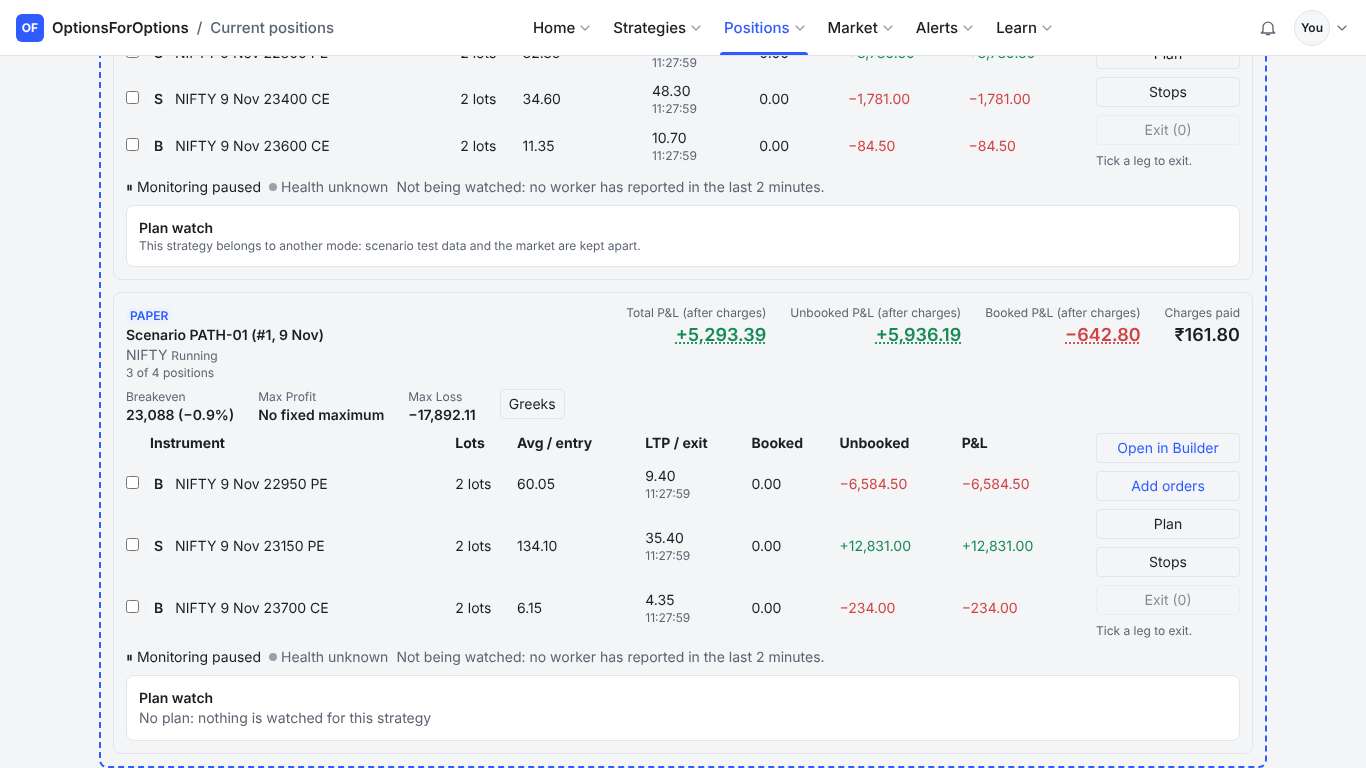 OF OptionsForOptions / Current positions Home Strategies Positions Market Alerts Learn You
11:27:59
Plan
S NIFTY 9 Nov 23400 CE 2 lots 34.60 48.30 0.00 −1,781.00 −1,781.00 Stops
11:27:59
Exit (0)
B NIFTY 9 Nov 23600 CE 2 lots 11.35 10.70 0.00 −84.50 −84.50
11:27:59
Tick a leg to exit.
Monitoring paused Health unknown Not being watched: no worker has reported in the last 2 minutes.
Plan watch
This strategy belongs to another mode: scenario test data and the market are kept apart.
PAPER Total P&L (after charges) Unbooked P&L (after charges) Booked P&L (after charges) Charges paid
Scenario PATH-01 (#1, 9 Nov) +5,293.39 +5,936.19 −642.80 ₹161.80
NIFTY Running
3 of 4 positions
Breakeven Max Profit Max Loss Greeks
23,088 (−0.9%) No fixed maximum −17,892.11
Instrument Lots Avg / entry LTP / exit Booked Unbooked P&L Open in Builder
B NIFTY 9 Nov 22950 PE 2 lots 60.05 9.40 0.00 −6,584.50 −6,584.50 Add orders
11:27:59
Plan
S NIFTY 9 Nov 23150 PE 2 lots 134.10 35.40 0.00 +12,831.00 +12,831.00
11:27:59
Stops
B NIFTY 9 Nov 23700 CE 2 lots 6.15 4.35 0.00 −234.00 −234.00 Exit (0)
11:27:59
Tick a leg to exit.
Monitoring paused Health unknown Not being watched: no worker has reported in the last 2 minutes.
Plan watch
No plan: nothing is watched for this strategy